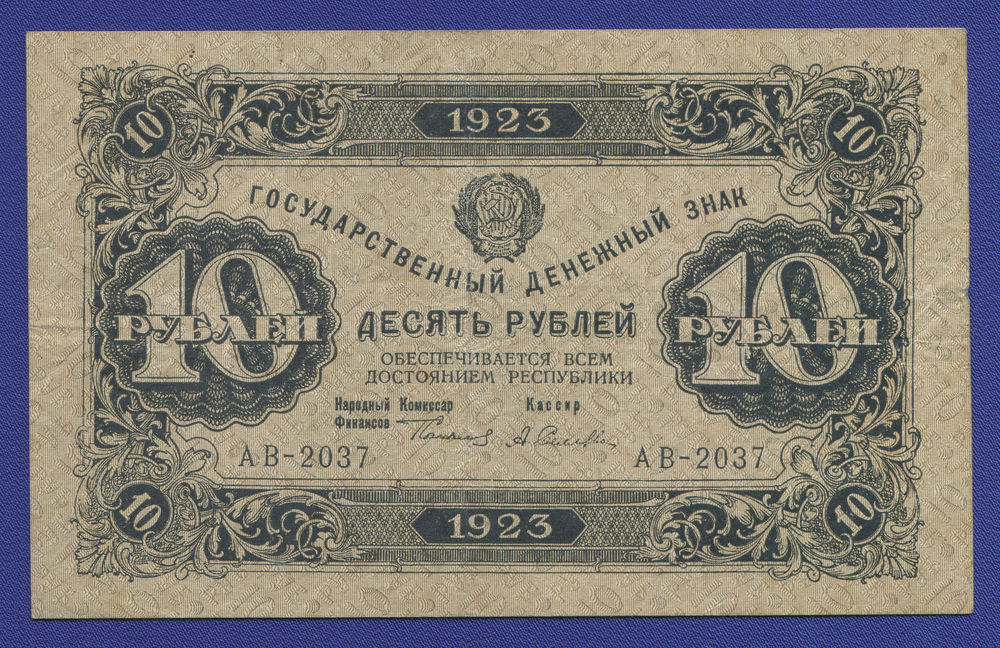 10 1923 10
ГОСУДАРСТВЕННЫЙ ДЕНЕЖНЫЙ ЗНАК
10 РУБЛЕЙ
10 РУБЛЕЙ
ДЕСЯТЬ РУБЛЕЙ
ОБЕСПЕЧИВАЕТСЯ ВСЕМ
ДОСТОЯНИЕМ РЕСПУБЛИКИ
Народный Комиссар
Финансов
Кассир
АВ-2037 АВ-2037
10 1923 10